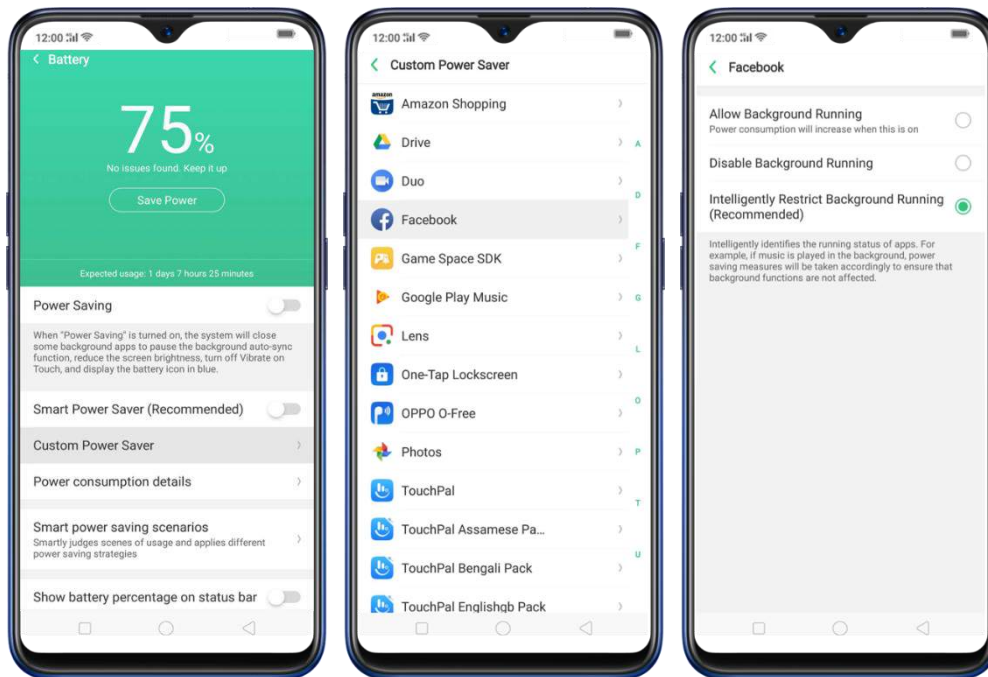 12:00
Battery
75%
No issues found. Keep it up
Save Power
Expected usage: 1 days 7 hours 25 minutes
Power Saving
When "Power Saving" is turned on, the system will close
some background apps to pause the background auto-sync
function, reduce the screen brightness, turn off Vibrate on
Touch, and display the battery icon in blue.
Smart Power Saver (Recommended)
Custom Power Saver
Power consumption details
Smart power saving scenarios
Smartly judges scenes of usage and applies different
power saving strategies
Show battery percentage on status bar
12:00
Custom Power Saver
amazon
Amazon Shopping
Drive
A
Duo
D
Facebook
F
Game Space SDK
Google Play Music
G
Lens
L
One-Tap Lockscreen
OPPO O-Free
O
Photos
P
TouchPal
T
TouchPal Assamese Pa...
TouchPal Bengali Pack
U
TouchPal Englishgb Pack
12:00
Facebook
Allow Background Running
Power consumption will increase when this is on
Disable Background Running
Intelligently Restrict Background Running
(Recommended)
Intelligently identifies the running status of apps. For
example, if music is played in the background, power
saving measures will be taken accordingly to ensure that
background functions are not affected.